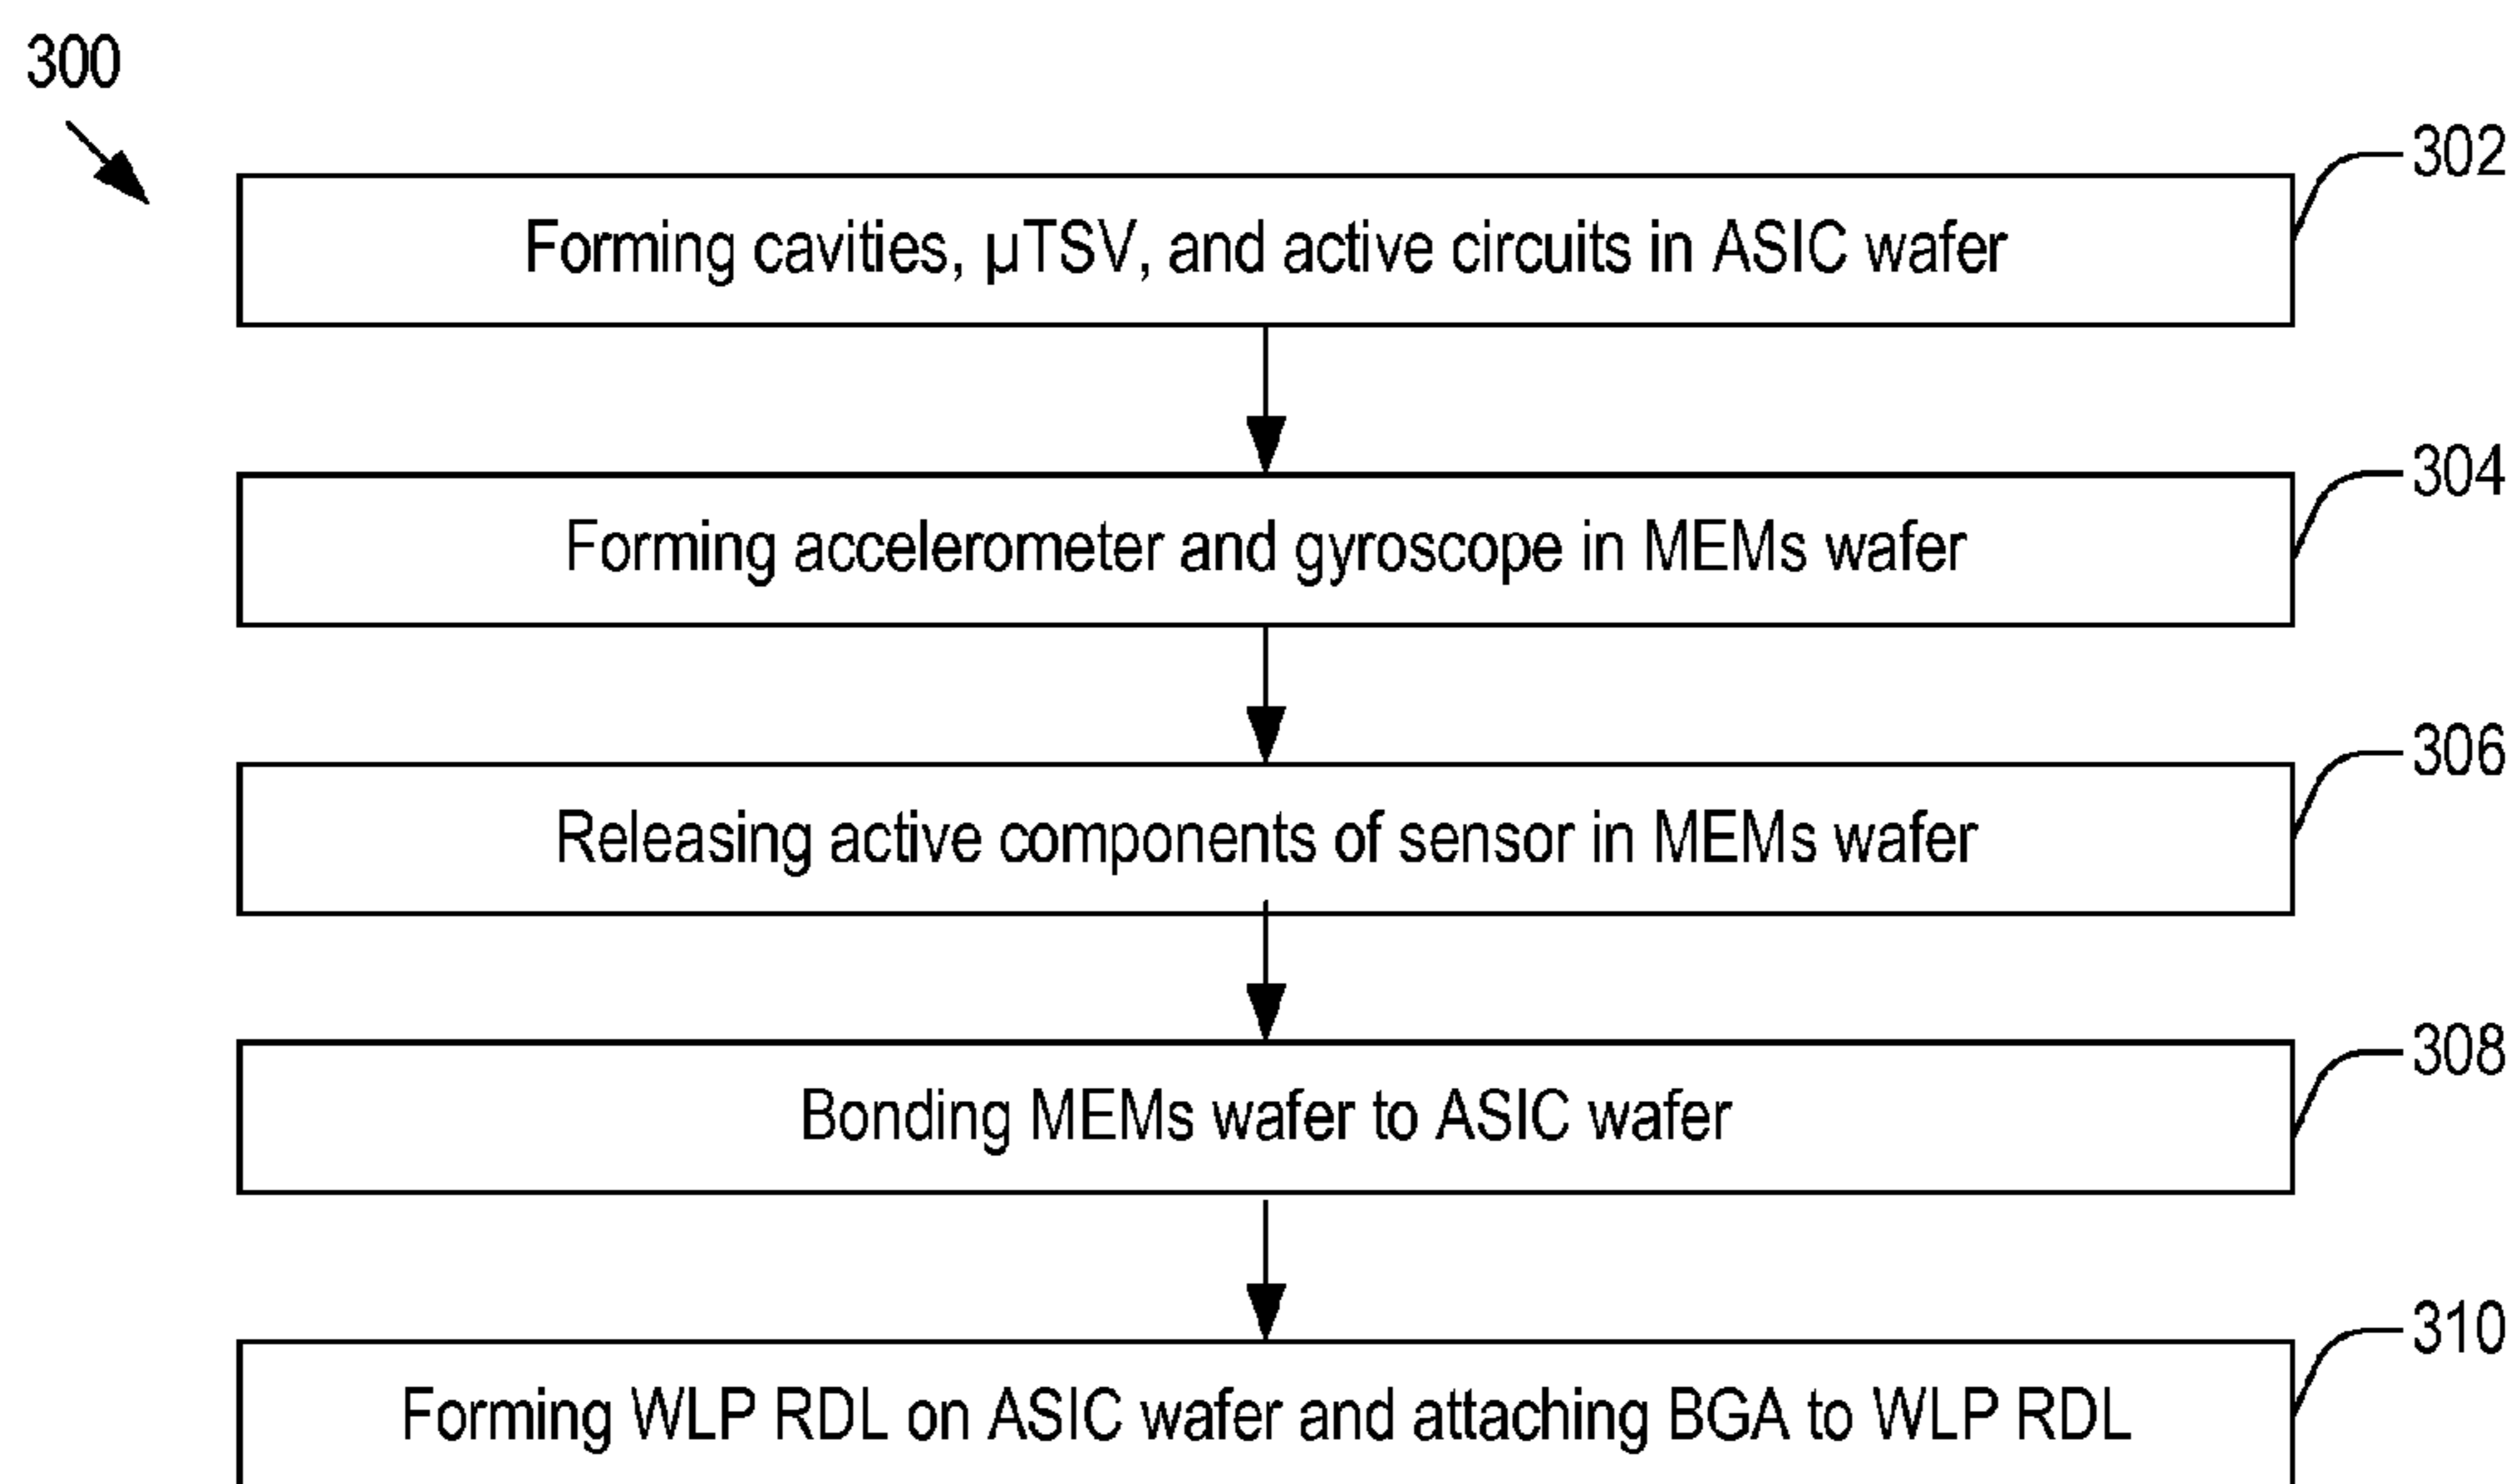 300
302
Forming cavities, µTSV, and active circuits in ASIC wafer
304
Forming accelerometer and gyroscope in MEMs wafer
306
Releasing active components of sensor in MEMs wafer
308
Bonding MEMs wafer to ASIC wafer
310
Forming WLP RDL on ASIC wafer and attaching BGA to WLP RDL